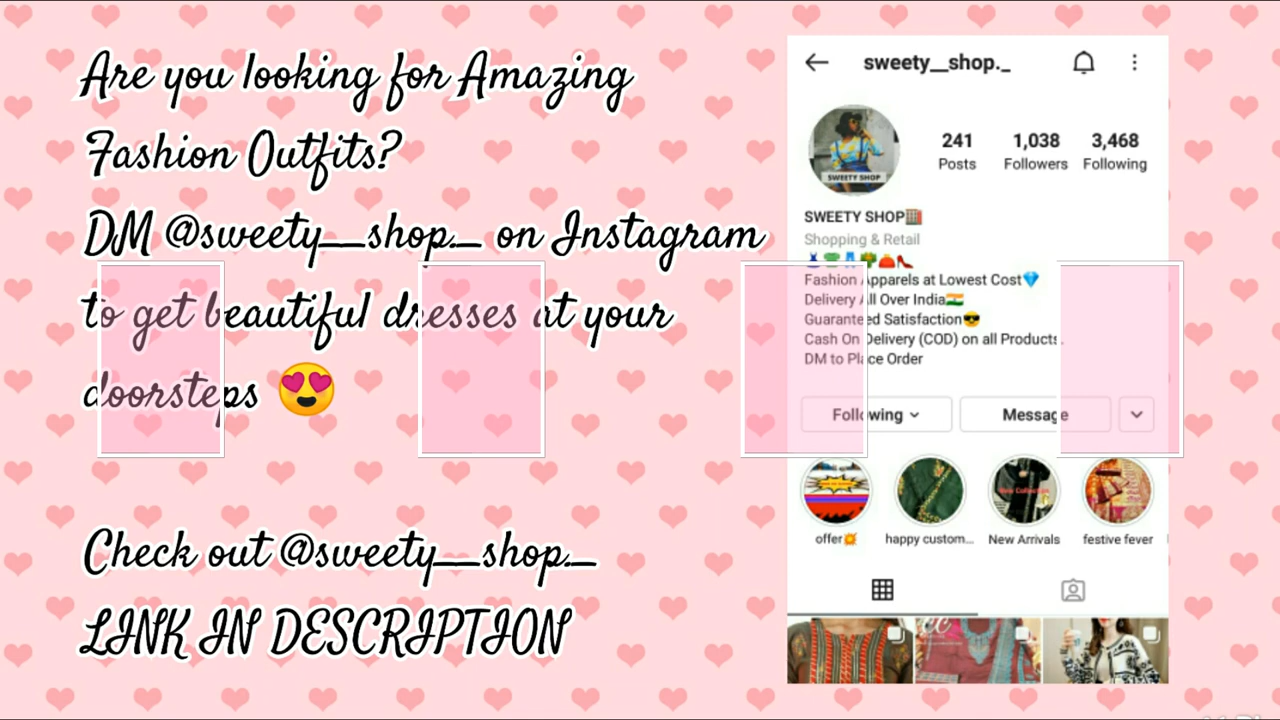 Are you looking for Amazing
Fashion Outfits?
DM @sweety__shop._ on Instagram
to get beautiful dresses at your
doorsteps 😍
Check out @sweety__shop._
LINK IN DESCRIPTION
sweety__shop._
241 1,038 3,468
Posts Followers Following
SWEETY SHOP
SWEETY SHOP🏬
Shopping & Retail
👗👕👖🥦👛👠
Fashion Apparels at Lowest Cost💎
Delivery All Over India🇮🇳
Guaranteed Satisfaction😎
Cash On Delivery (COD) on all Products.
DM to Place Order
Following Message
New Collection
offer💥 happy custom... New Arrivals festive fever